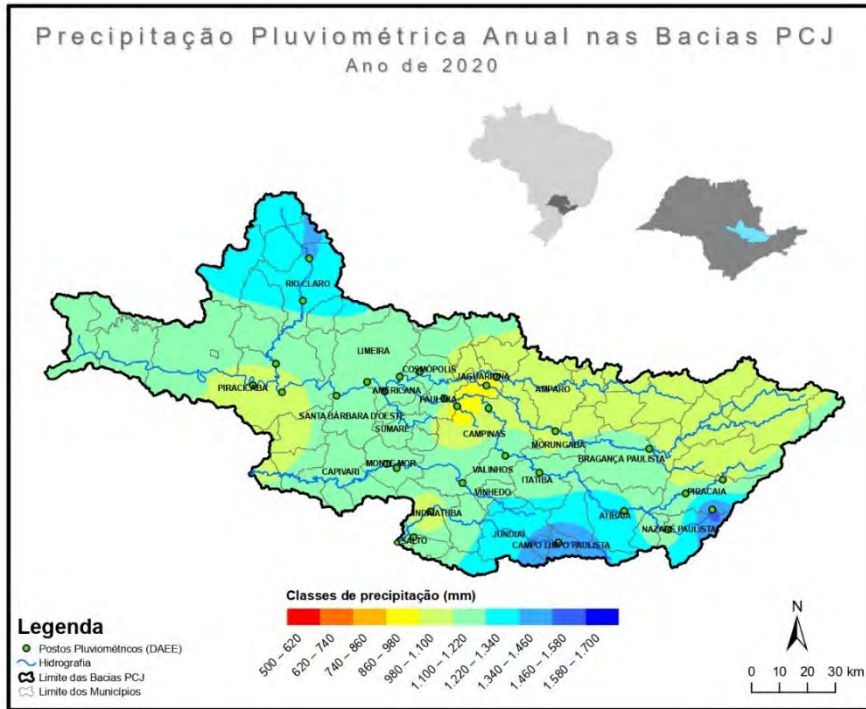 Precipitação Pluviométrica Anual nas Bacias PCJ
Ano de 2020
RIO CLARO
LIMEIRA
COSMÓPOLIS
JAGUARIÚNA
PIRACICABA
AMERICANA
AMPARO
PAULÍNIA
SANTA BÁRBARA D'OESTE
SUMARÉ
CAMPINAS
MORUNGABA
BRAGANÇA PAULISTA
CAPIVARI
MONTE MOR
VALINHOS
ITATIBA
VINHEDO
PIRACAIA
INDAIATUBA
ATIBAIA
NAZARÉ PAULISTA
SALTO
JUNDIAÍ
CAMPO LIMPO PAULISTA
Classes de precipitação (mm)
500 – 620
620 – 740
740 – 860
860 – 980
980 – 1.100
1.100 – 1.220
1.220 – 1.340
1.340 – 1.460
1.460 – 1.580
1.580 – 1.700
Legenda
Postos Pluviométricos (DAEE)
Hidrografia
Limite das Bacias PCJ
Limite dos Municípios
N
0 10 20 30 km